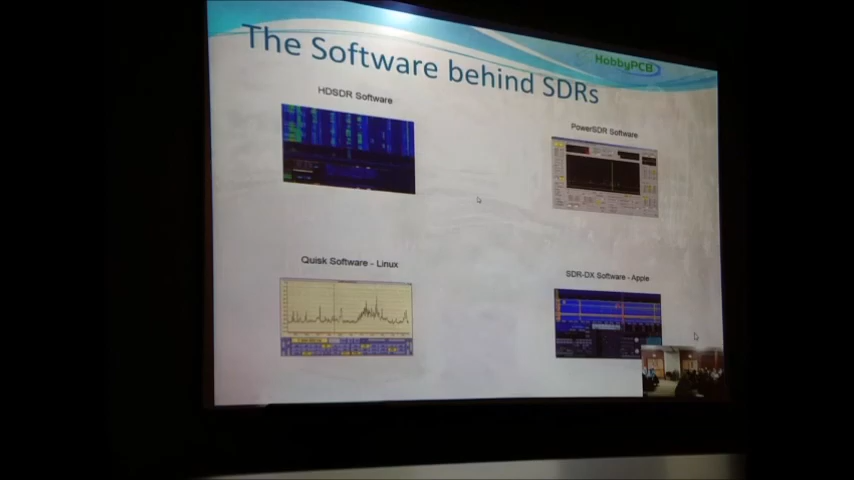 The Software behind SDRs
HobbyPCB
HDSDR Software
PowerSDR Software
Quisk Software – Linux
SDR-DX Software - Apple